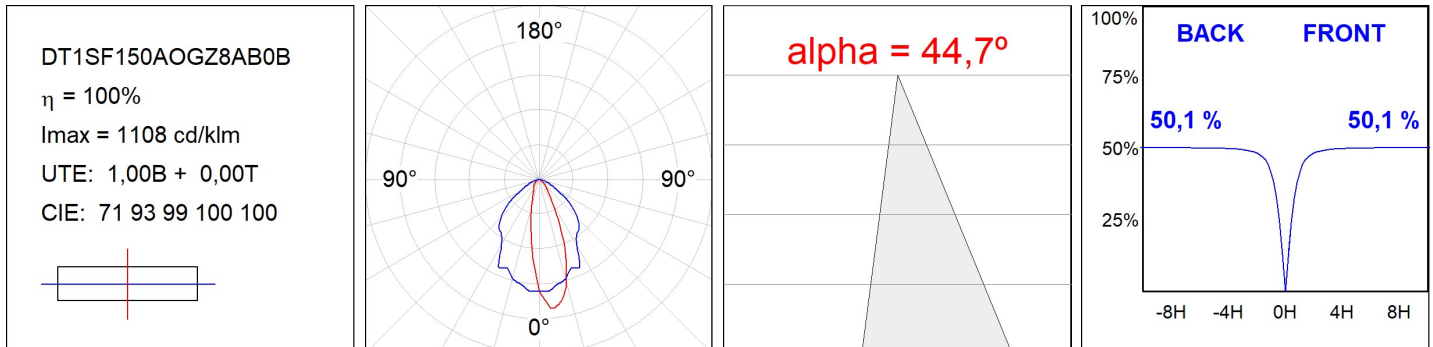 DT1SF150AOGZ8AB0B
η = 100%
Imax = 1108 cd/klm
UTE: 1,00B + 0,00T
CIE: 71 93 99 100 100
180°
90° 90°
0°
alpha = 44,7º
100%
BACK FRONT
75%
50,1 % 50,1 %
50%
25%
-8H -4H 0H 4H 8H